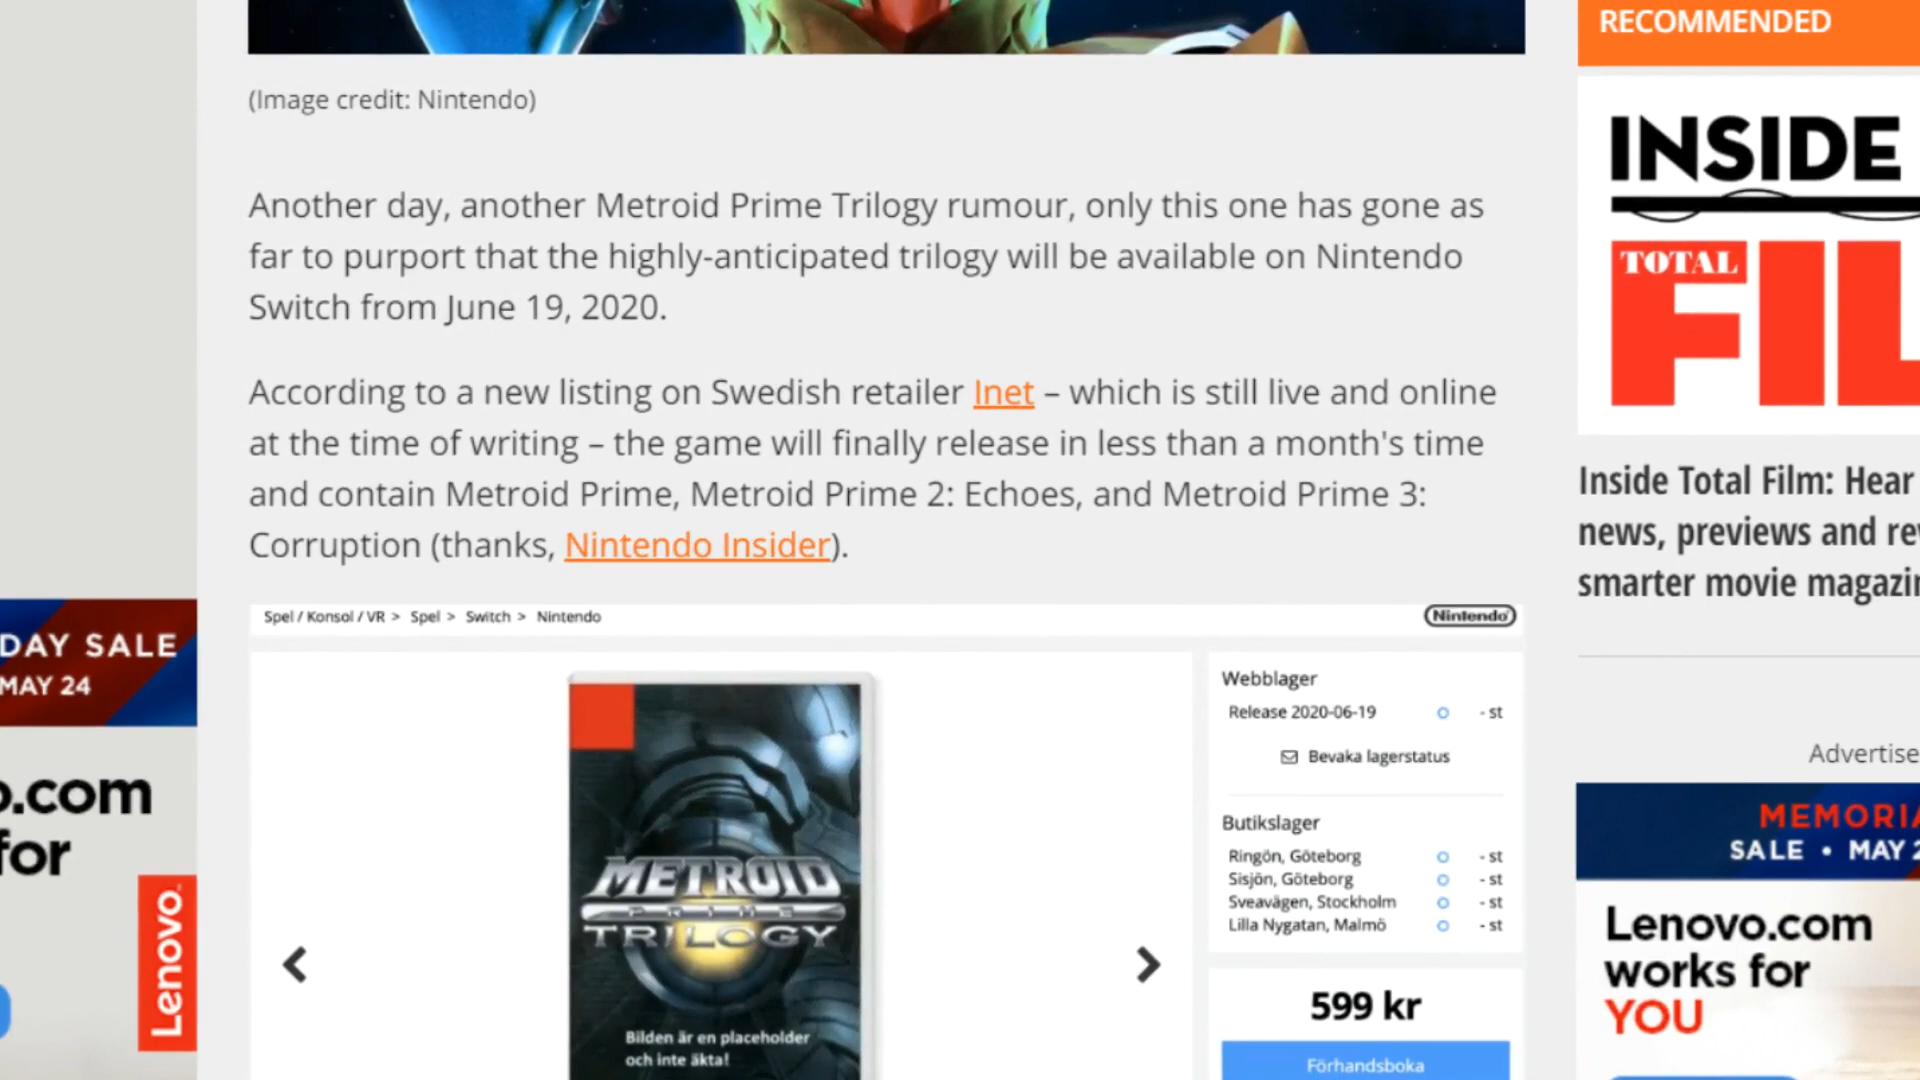 RECOMMENDED
(Image credit: Nintendo)
INSIDE
TOTAL
Another day, another Metroid Prime Trilogy rumour, only this one has gone as
far to purport that the highly-anticipated trilogy will be available on Nintendo
Switch from June 19, 2020.
According to a new listing on Swedish retailer Inet – which is still live and online
at the time of writing – the game will finally release in less than a month's time
and contain Metroid Prime, Metroid Prime 2: Echoes, and Metroid Prime 3:
Corruption (thanks, Nintendo Insider).
Inside Total Film: Hear
news, previews and re
smarter movie magazin
DAY SALE
MAY 24
o.com
for
Lenovo
Spel / Konsol / VR > Spel > Switch > Nintendo
Nintendo
METROID
PRIME
TRILOGY
Bilden är en placeholder
och inte äkta!
Webblager
Release 2020-06-19 - st
Bevaka lagerstatus
Butikslager
Ringön, Göteborg - st
Sisjön, Göteborg - st
Sveavägen, Stockholm - st
Lilla Nygatan, Malmö - st
599 kr
Förhandsboka
Advertise
MEMORIA
SALE • MAY 2
Lenovo.com
works for
YOU